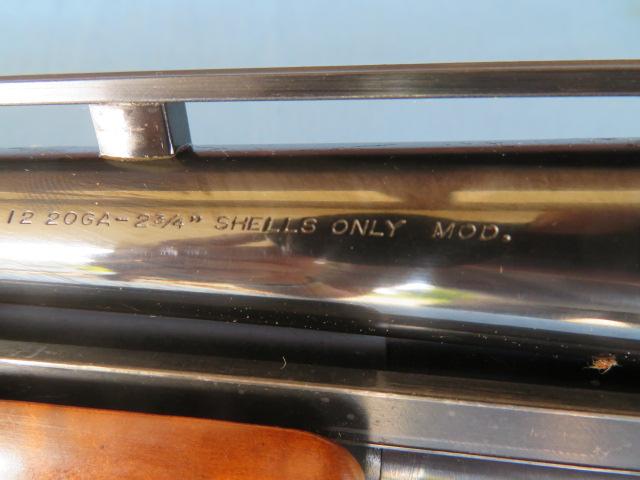 12 20GA-2¾" SHELLS ONLY MOD.